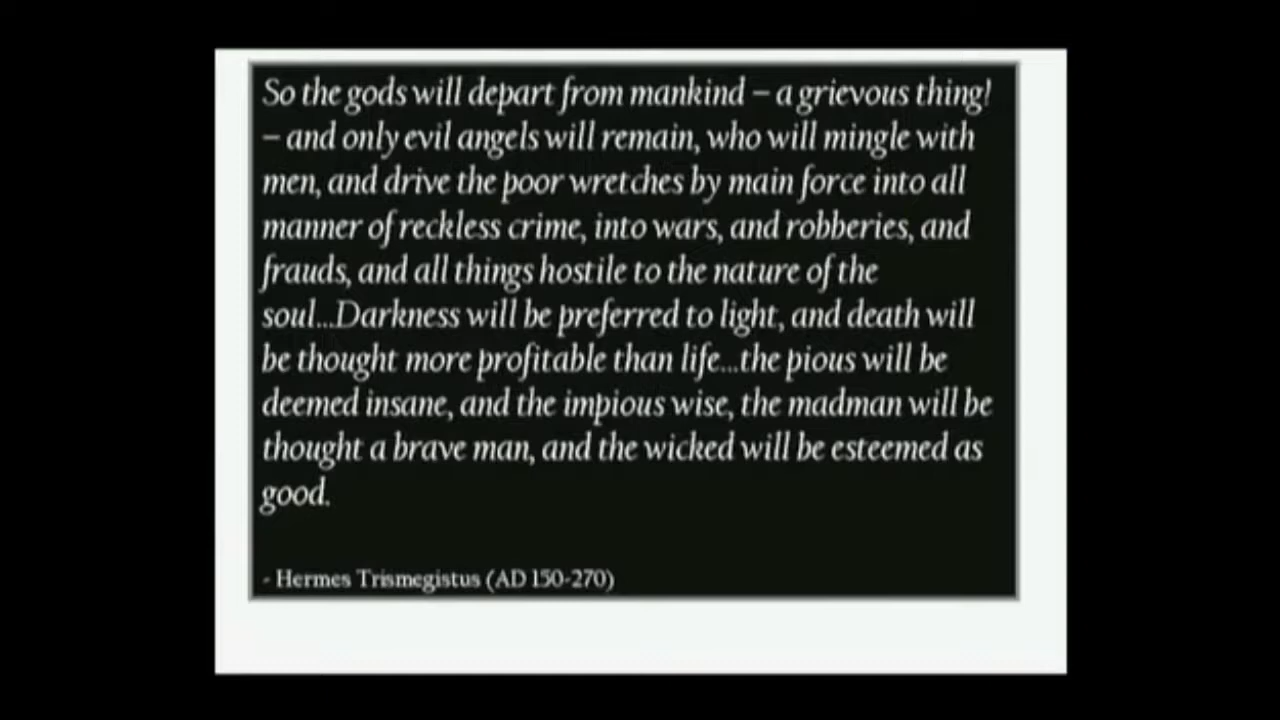 So the gods will depart from mankind – a grievous thing!
– and only evil angels will remain, who will mingle with
men, and drive the poor wretches by main force into all
manner of reckless crime, into wars, and robberies, and
frauds, and all things hostile to the nature of the
soul...Darkness will be preferred to light, and death will
be thought more profitable than life...the pious will be
deemed insane, and the impious wise, the madman will be
thought a brave man, and the wicked will be esteemed as
good.
- Hermes Trismegistus (AD 150-270)